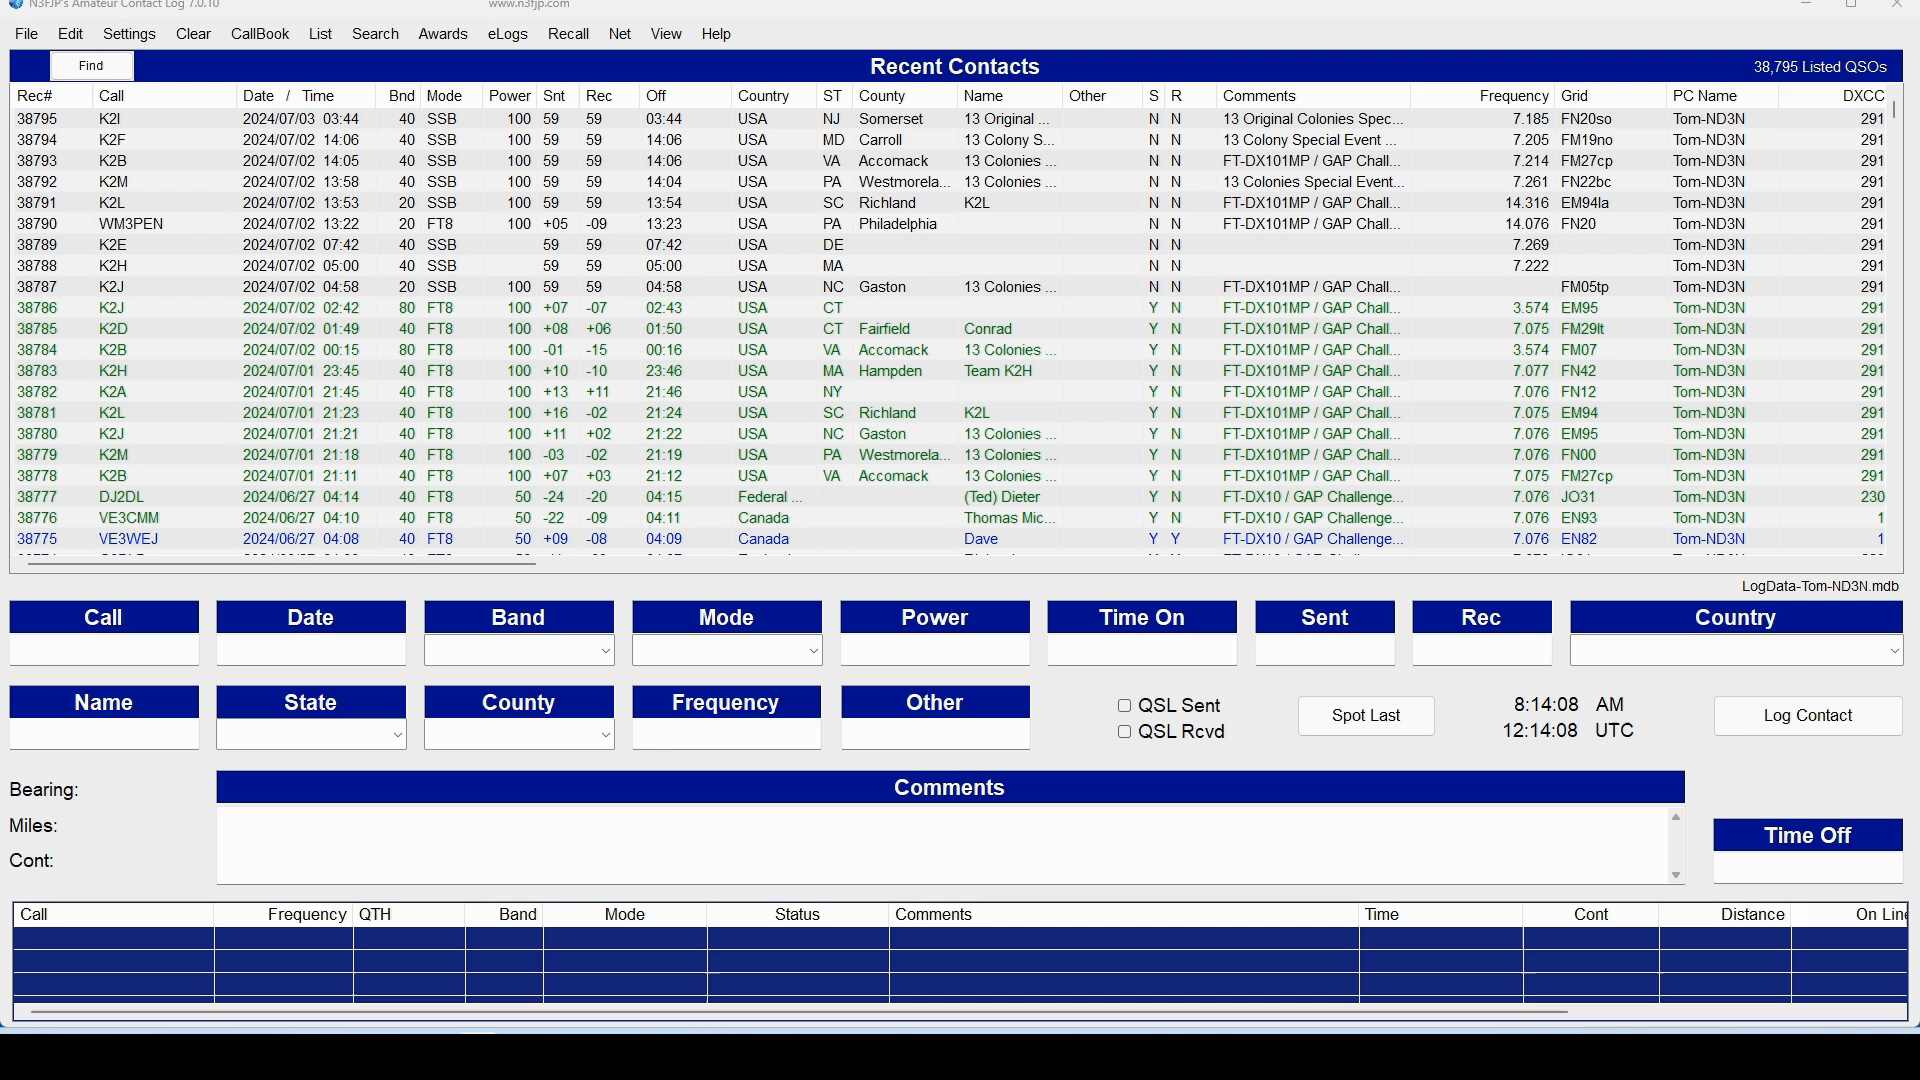 N3FJP's Amateur Contact Log 7.0.10 www.n3fjp.com
File Edit Settings Clear CallBook List Search Awards eLogs Recall Net View Help
Find Recent Contacts 38,795 Listed QSOs
Rec# Call Date / Time Bnd Mode Power Snt Rec Off Country ST County Name Other S R Comments Frequency Grid PC Name DXCC
38795 K2I 2024/07/03 03:44 40 SSB 100 59 59 03:44 USA NJ Somerset 13 Original ... N N 13 Original Colonies Spec... 7.185 FN20so Tom-ND3N 291
38794 K2F 2024/07/02 14:06 40 SSB 100 59 59 14:06 USA MD Carroll 13 Colony S... N N 13 Colony Special Event ... 7.205 FM19no Tom-ND3N 291
38793 K2B 2024/07/02 14:05 40 SSB 100 59 59 14:06 USA VA Accomack 13 Colonies ... N N FT-DX101MP / GAP Chall... 7.214 FM27cp Tom-ND3N 291
38792 K2M 2024/07/02 13:58 40 SSB 100 59 59 14:04 USA PA Westmorela... 13 Colonies ... N N 13 Colonies Special Event... 7.261 FN22bc Tom-ND3N 291
38791 K2L 2024/07/02 13:53 20 SSB 100 59 59 13:54 USA SC Richland K2L N N FT-DX101MP / GAP Chall... 14.316 EM94la Tom-ND3N 291
38790 WM3PEN 2024/07/02 13:22 20 FT8 100 +05 -09 13:23 USA PA Philadelphia N N FT-DX101MP / GAP Chall... 14.076 FN20 Tom-ND3N 291
38789 K2E 2024/07/02 07:42 40 SSB 59 59 07:42 USA DE N N 7.269 Tom-ND3N 291
38788 K2H 2024/07/02 05:00 40 SSB 59 59 05:00 USA MA N N 7.222 Tom-ND3N 291
38787 K2J 2024/07/02 04:58 20 SSB 100 59 59 04:58 USA NC Gaston 13 Colonies ... N N FT-DX101MP / GAP Chall... FM05tp Tom-ND3N 291
38786 K2J 2024/07/02 02:42 80 FT8 100 +07 -07 02:43 USA CT Y N FT-DX101MP / GAP Chall... 3.574 EM95 Tom-ND3N 291
38785 K2D 2024/07/02 01:49 40 FT8 100 +08 +06 01:50 USA CT Fairfield Conrad Y N FT-DX101MP / GAP Chall... 7.075 FM29lt Tom-ND3N 291
38784 K2B 2024/07/02 00:15 80 FT8 100 -01 -15 00:16 USA VA Accomack 13 Colonies ... Y N FT-DX101MP / GAP Chall... 3.574 FM07 Tom-ND3N 291
38783 K2H 2024/07/01 23:45 40 FT8 100 +10 -10 23:46 USA MA Hampden Team K2H Y N FT-DX101MP / GAP Chall... 7.077 FN42 Tom-ND3N 291
38782 K2A 2024/07/01 21:45 40 FT8 100 +13 +11 21:46 USA NY Y N FT-DX101MP / GAP Chall... 7.076 FN12 Tom-ND3N 291
38781 K2L 2024/07/01 21:23 40 FT8 100 +16 -02 21:24 USA SC Richland K2L Y N FT-DX101MP / GAP Chall... 7.075 EM94 Tom-ND3N 291
38780 K2J 2024/07/01 21:21 40 FT8 100 +11 +02 21:22 USA NC Gaston 13 Colonies ... Y N FT-DX101MP / GAP Chall... 7.076 EM95 Tom-ND3N 291
38779 K2M 2024/07/01 21:18 40 FT8 100 -03 -02 21:19 USA PA Westmorela... 13 Colonies ... Y N FT-DX101MP / GAP Chall... 7.076 FN00 Tom-ND3N 291
38778 K2B 2024/07/01 21:11 40 FT8 100 +07 +03 21:12 USA VA Accomack 13 Colonies ... Y N FT-DX101MP / GAP Chall... 7.075 FM27cp Tom-ND3N 291
38777 DJ2DL 2024/06/27 04:14 40 FT8 50 -24 -20 04:15 Federal ... (Ted) Dieter Y N FT-DX10 / GAP Challenge... 7.076 JO31 Tom-ND3N 230
38776 VE3CMM 2024/06/27 04:10 40 FT8 50 -22 -09 04:11 Canada Thomas Mic... Y N FT-DX10 / GAP Challenge... 7.076 EN93 Tom-ND3N 1
38775 VE3WEJ 2024/06/27 04:08 40 FT8 50 +09 -08 04:09 Canada Dave Y Y FT-DX10 / GAP Challenge... 7.076 EN82 Tom-ND3N 1
LogData-Tom-ND3N.mdb
Call Date Band Mode Power Time On Sent Rec Country
Name State County Frequency Other
QSL Sent Spot Last 8:14:08 AM Log Contact
QSL Rcvd 12:14:08 UTC
Comments
Bearing:
Miles:
Cont:
Time Off
Call Frequency QTH Band Mode Status Comments Time Cont Distance On Line